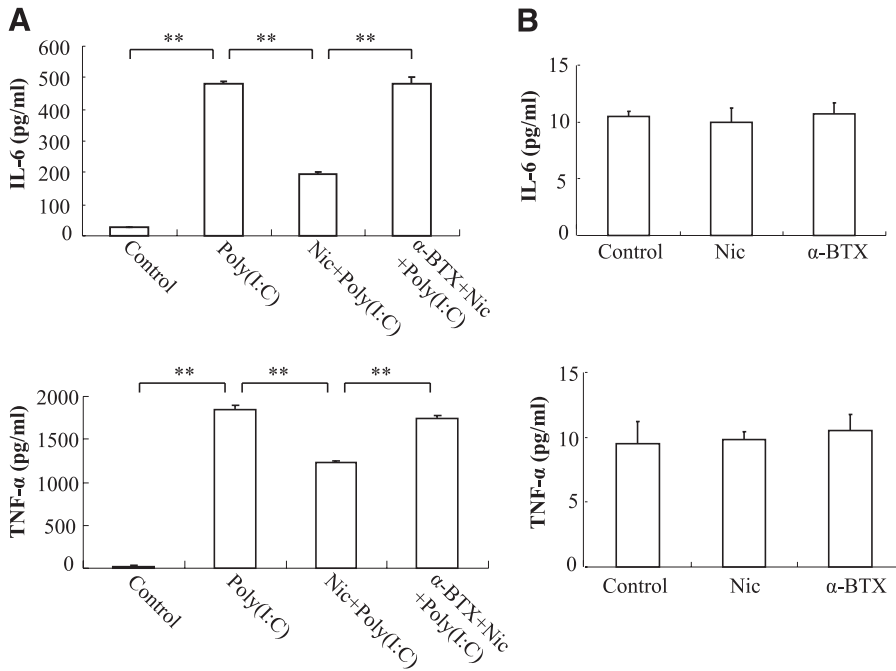 A
** ** **
600
500
400
300
200
100
0
IL-6 (pg/ml)
Control
Poly(I:C)
Nic+Poly(I:C)
α-BTX+Nic
+Poly(I:C)
B
15
10
5
0
IL-6 (pg/ml)
Control Nic α-BTX
** ** **
2000
1500
1000
500
0
TNF-α (pg/ml)
Control
Poly(I:C)
Nic+Poly(I:C)
α-BTX+Nic
+Poly(I:C)
15
10
5
0
TNF-α (pg/ml)
Control Nic α-BTX